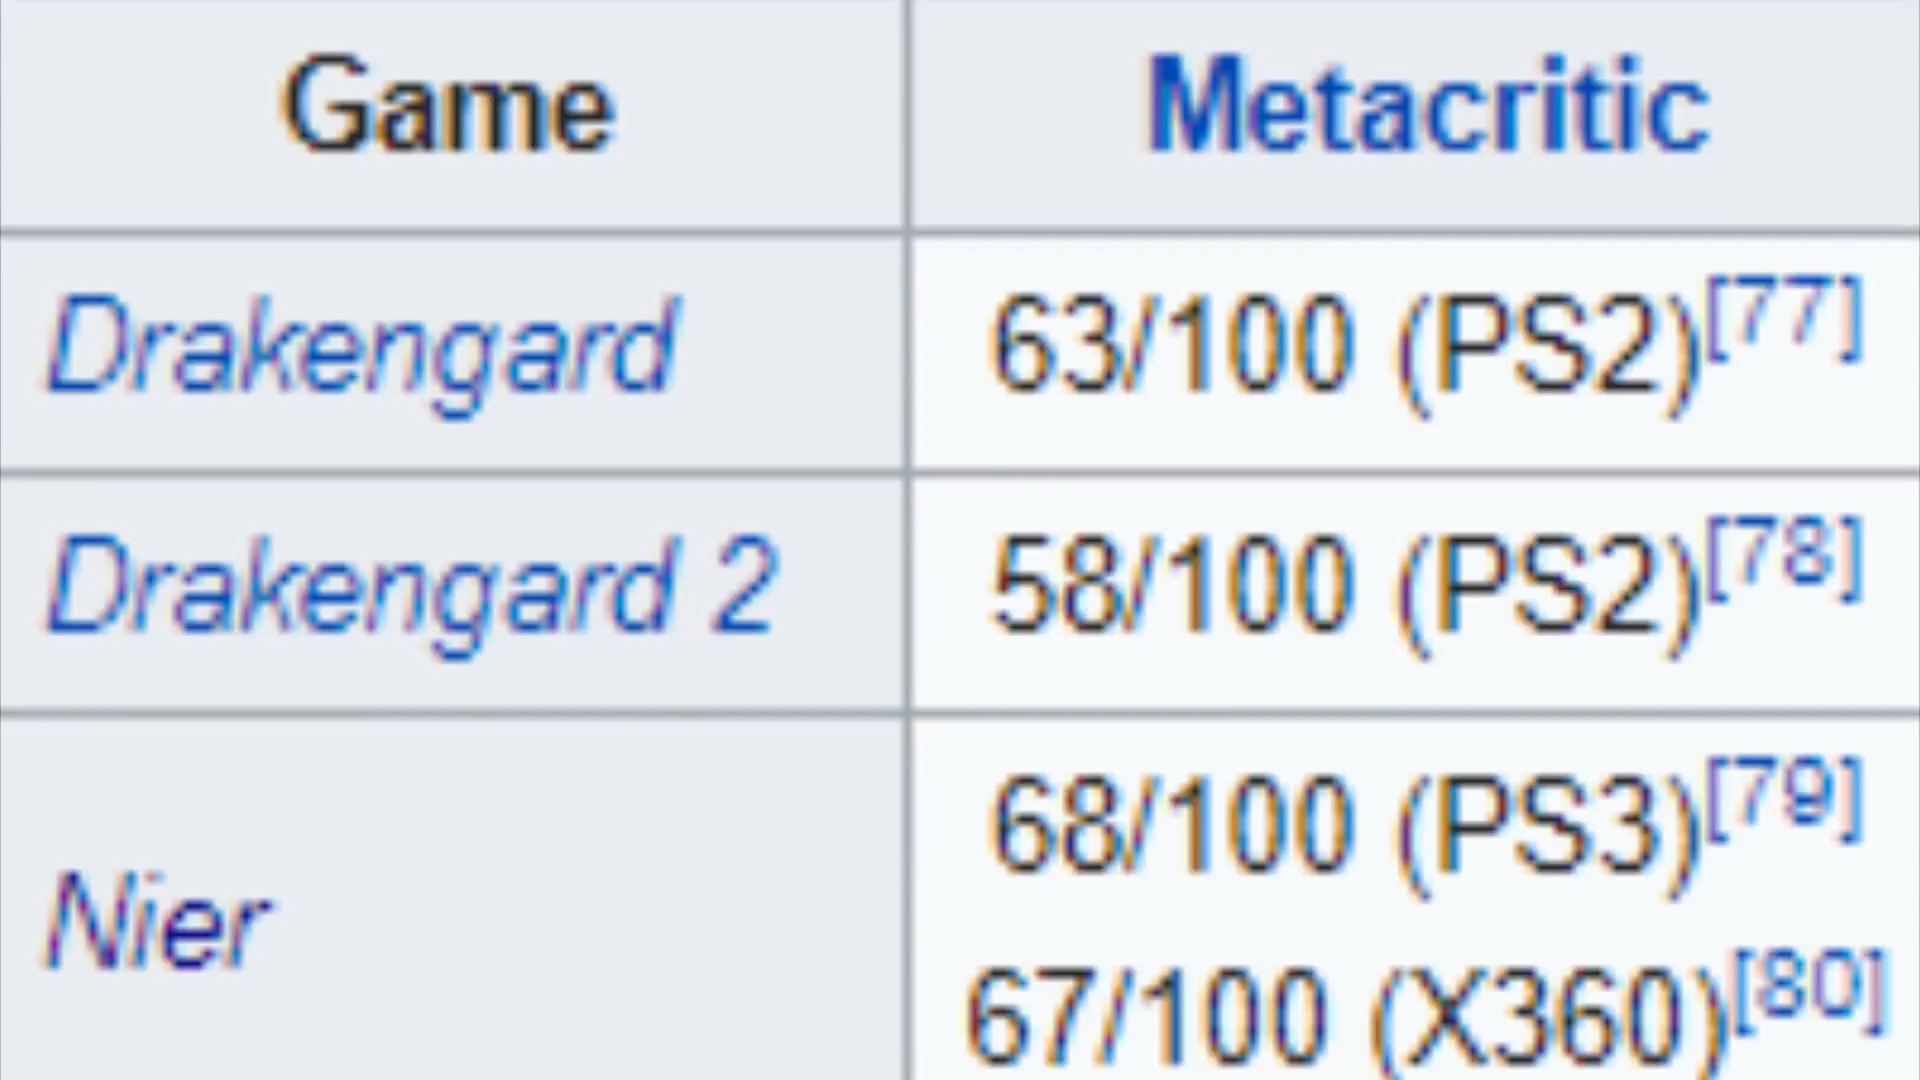 Game Metacritic
Drakengard 63/100 (PS2)[77]
Drakengard 2 58/100 (PS2)[78]
68/100 (PS3)[79]
Nier
67/100 (X360)[80]